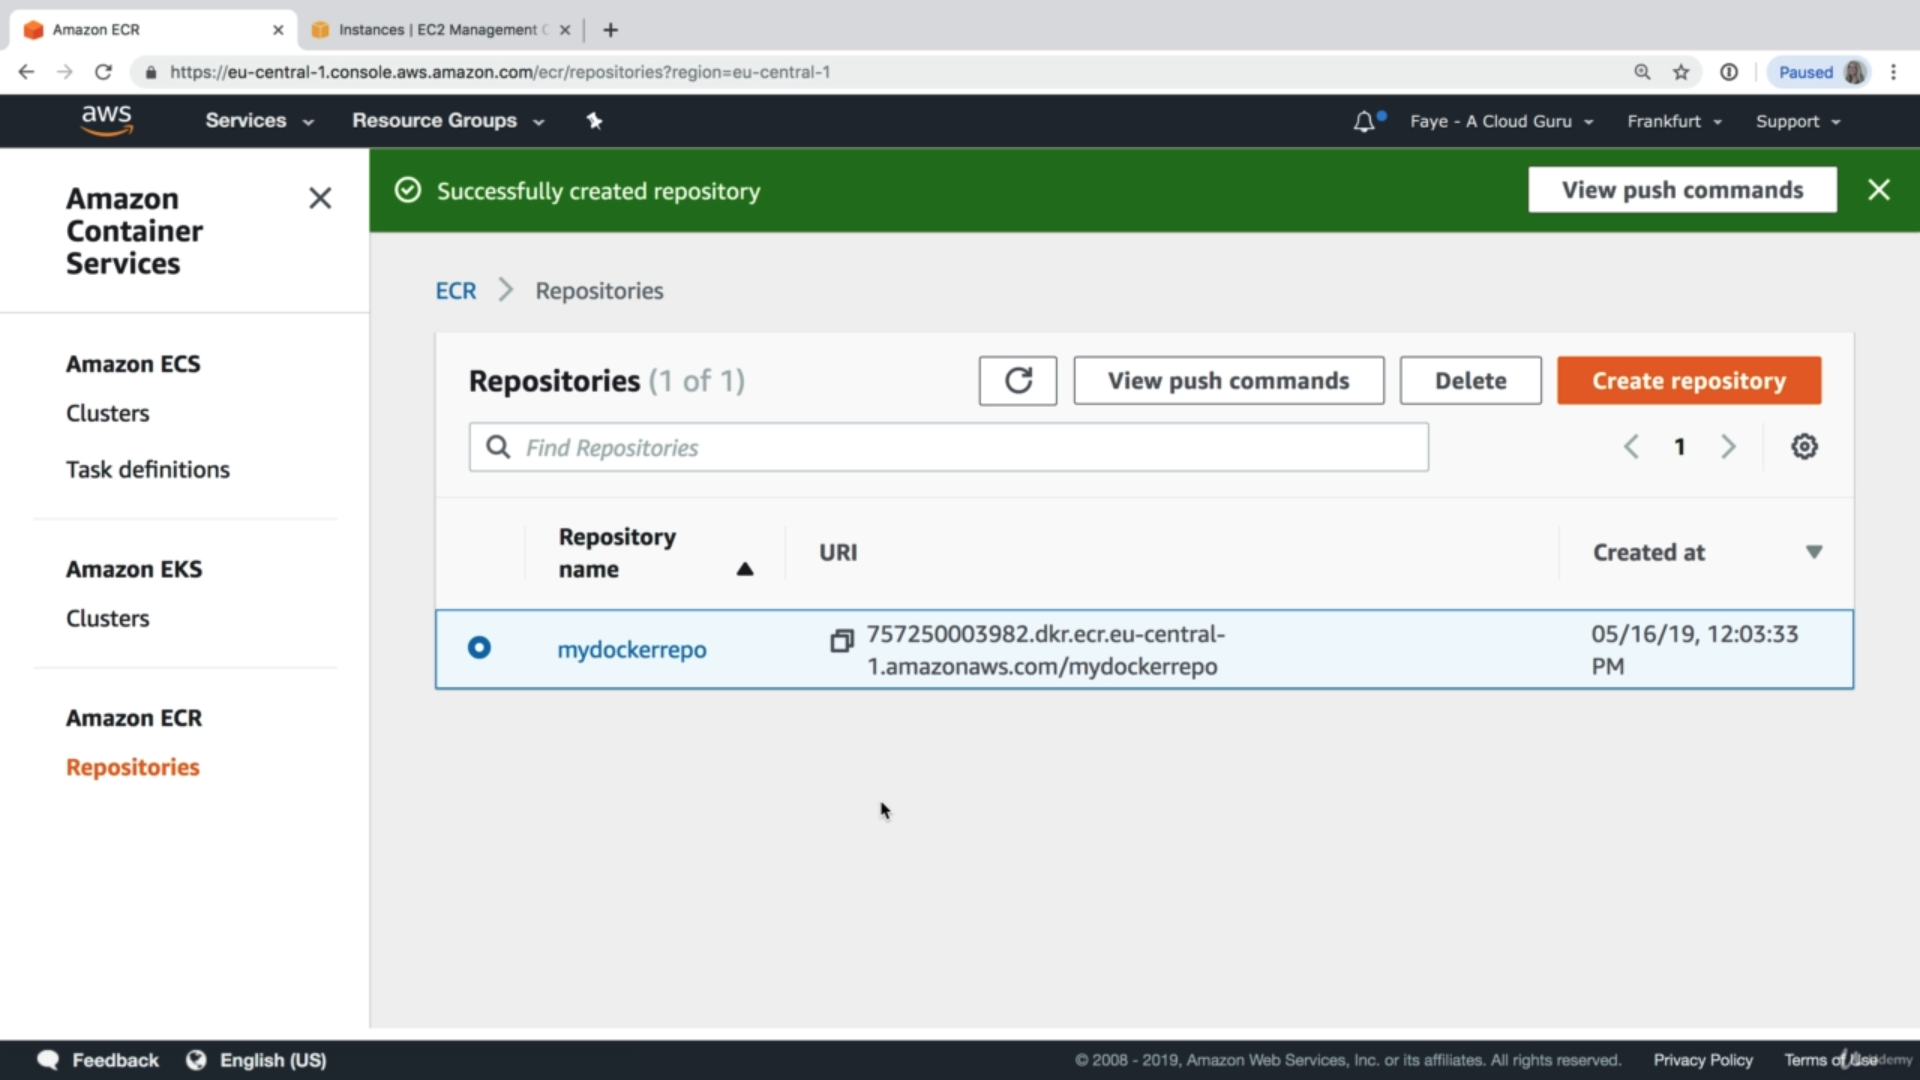 Amazon ECR
Instances | EC2 Management C
https://eu-central-1.console.aws.amazon.com/ecr/repositories?region=eu-central-1
Paused
aws
Services
Resource Groups
Faye - A Cloud Guru
Frankfurt
Support
Amazon
Container
Services
Successfully created repository
View push commands
ECR
Repositories
Amazon ECS
Clusters
Task definitions
Amazon EKS
Clusters
Amazon ECR
Repositories
Repositories (1 of 1)
View push commands
Delete
Create repository
Find Repositories
1
Repository
name
URI
Created at
mydockerrepo
757250003982.dkr.ecr.eu-central-
1.amazonaws.com/mydockerrepo
05/16/19, 12:03:33
PM
Feedback
English (US)
© 2008 - 2019, Amazon Web Services, Inc. or its affiliates. All rights reserved.
Privacy Policy
Terms of Use